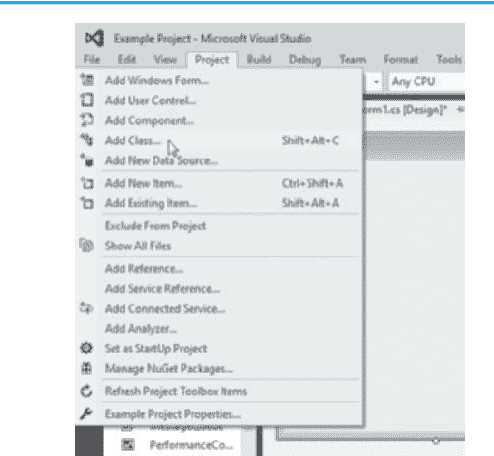 Example Project - Microsoft Visual Studio
File Edit View Project Build Debug Team Format Tools
Add Windows Form...
Any CPU
Add User Control...
orm1.cs [Design]*
Add Component...
Add Class... Shift+Alt+C
Add New Data Source...
Add New Item... Ctrl+Shift+A
Add Existing Item... Shift+Alt+A
Exclude From Project
Show All Files
Add Reference...
Add Service Reference...
Add Connected Service...
Add Analyzer...
Set as StartUp Project
Manage NuGet Packages...
Refresh Project Toolbox Items
Example Project Properties...
PerformanceCo...